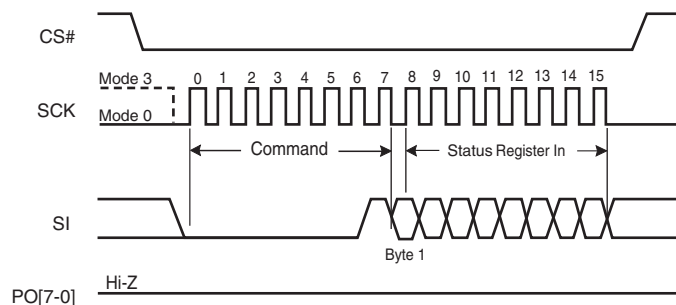 CS#
Mode 3
0 1 2 3 4 5 6 7 8 9 10 11 12 13 14 15
SCK
Mode 0
Command
Status Register In
SI
Byte 1
Hi-Z
PO[7-0]